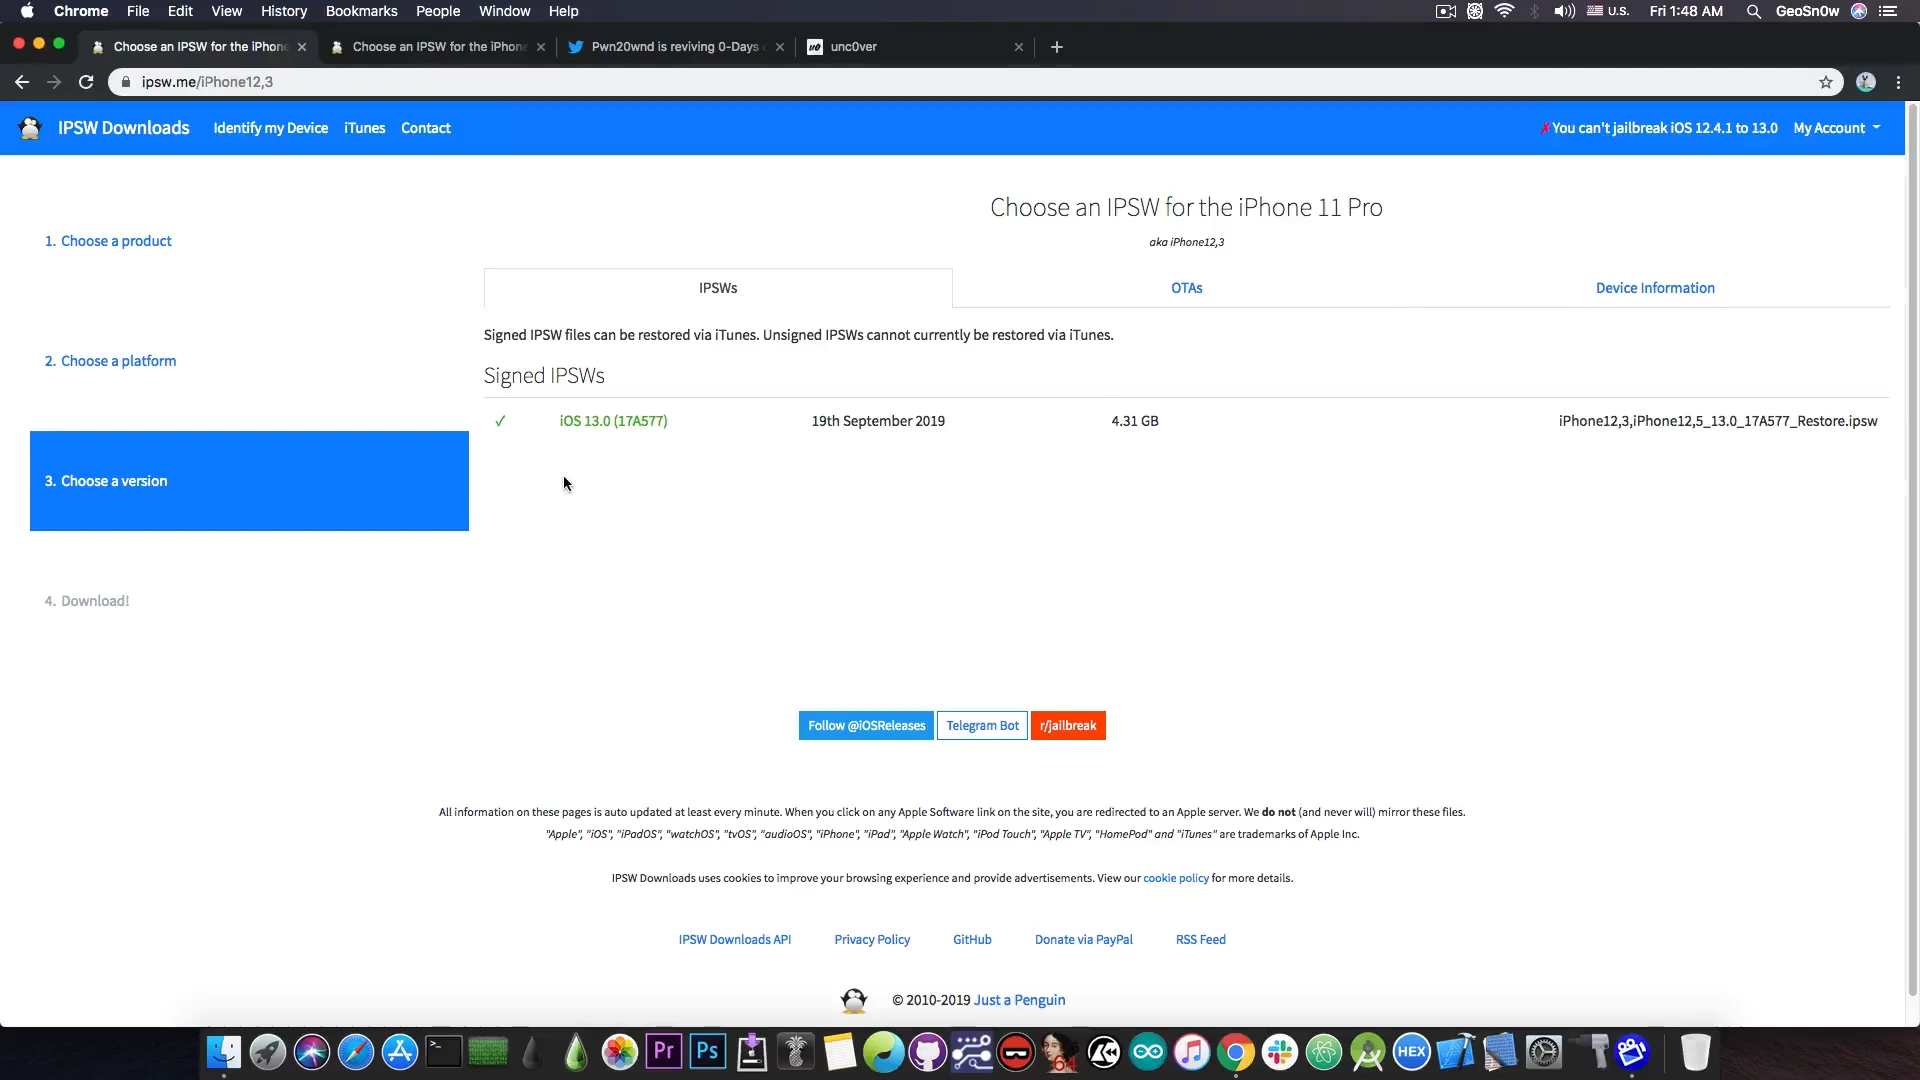 Chrome File Edit View History Bookmarks People Window Help U.S. Fri 1:48 AM GeoSn0w
Choose an IPSW for the iPhone Choose an IPSW for the iPhone Pwn20wnd is reviving 0-Days unc0ver
ipsw.me/iPhone12,3
IPSW Downloads Identify my Device iTunes Contact ✗You can't jailbreak iOS 12.4.1 to 13.0 My Account
Choose an IPSW for the iPhone 11 Pro
aka iPhone12,3
1. Choose a product
2. Choose a platform
3. Choose a version
4. Download!
IPSWs OTAs Device Information
Signed IPSW files can be restored via iTunes. Unsigned IPSWs cannot currently be restored via iTunes.
Signed IPSWs
✓ iOS 13.0 (17A577) 19th September 2019 4.31 GB iPhone12,3,iPhone12,5_13.0_17A577_Restore.ipsw
Follow @iOSReleases Telegram Bot r/jailbreak
All information on these pages is auto updated at least every minute. When you click on any Apple Software link on the site, you are redirected to an Apple server. We do not (and never will) mirror these files.
"Apple", "iOS", "iPadOS", "watchOS", "tvOS", "audioOS", "iPhone", "iPad", "Apple Watch", "iPod Touch", "Apple TV", "HomePod" and "iTunes" are trademarks of Apple Inc.
IPSW Downloads uses cookies to improve your browsing experience and provide advertisements. View our cookie policy for more details.
IPSW Downloads API Privacy Policy GitHub Donate via PayPal RSS Feed
© 2010-2019 Just a Penguin
Pr Ps 64 HEX